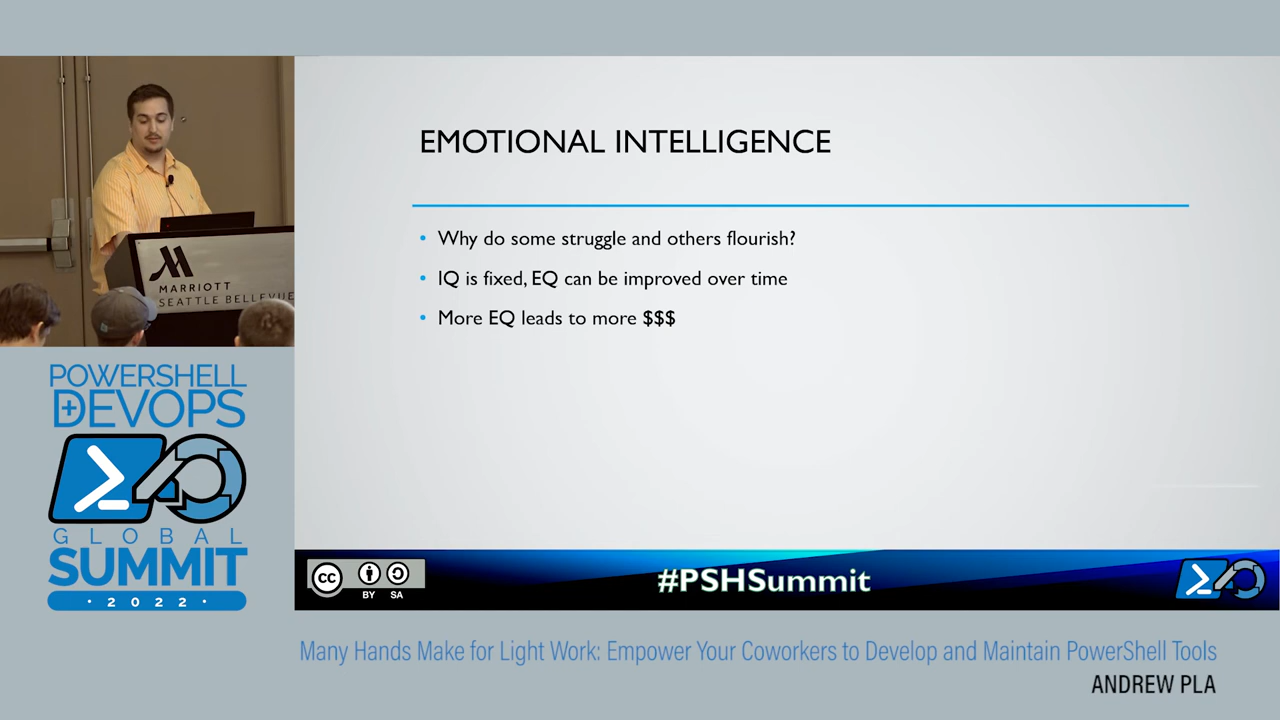 EMOTIONAL INTELLIGENCE
• Why do some struggle and others flourish?
• IQ is fixed, EQ can be improved over time
• More EQ leads to more $$$
MARRIOTT
SEATTLE BELLEVUE
POWERSHELL
+DEVOPS
GLOBAL
SUMMIT
· 2022 ·
CC
BY SA
#PSHSummit
Many Hands Make for Light Work: Empower Your Coworkers to Develop and Maintain PowerShell Tools
ANDREW PLA